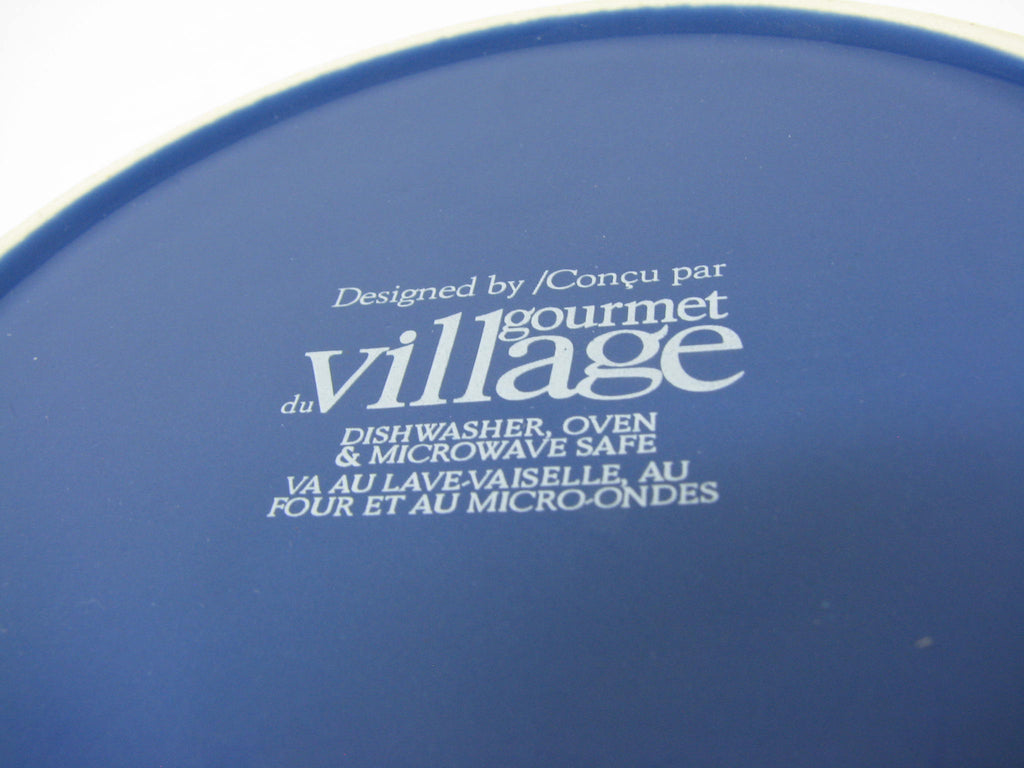 Designed by /Conçu par
gourmet
du village
DISHWASHER, OVEN
& MICROWAVE SAFE
VA AU LAVE-VAISELLE, AU
FOUR ET AU MICRO-ONDES